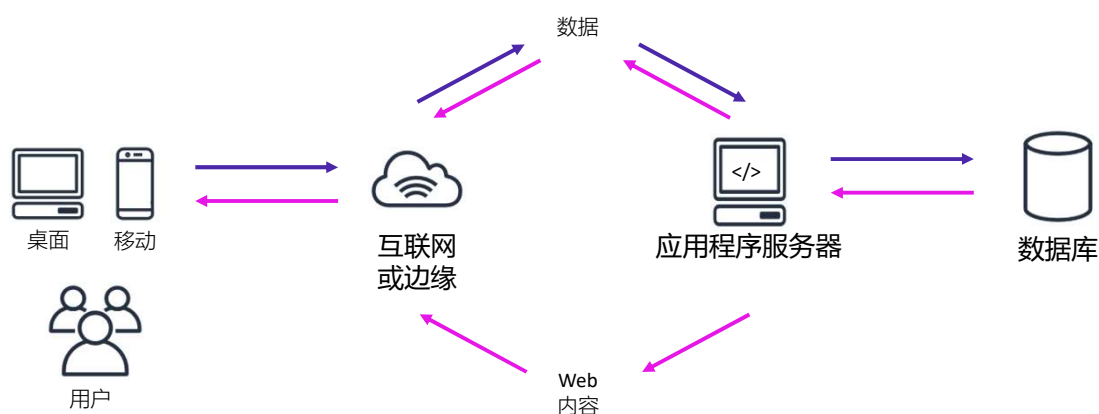 数据
</>
桌面
移动
互联网
或边缘
应用程序服务器
数据库
用户
Web
内容